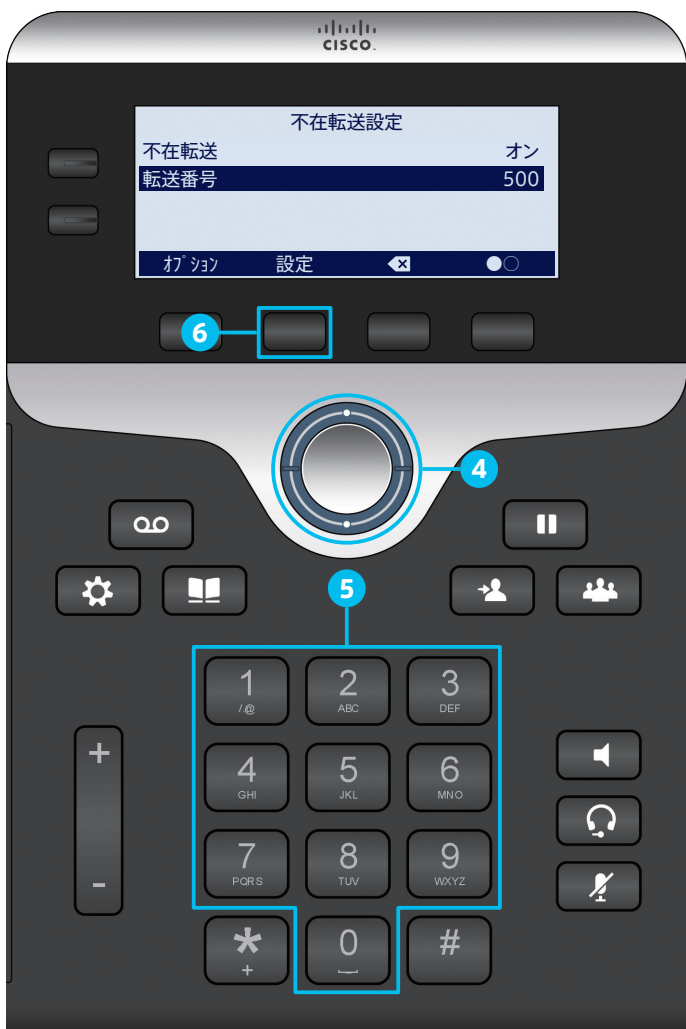 CISCO.
不在転送設定
不在転送 オン
転送番号 500
ｵﾌﾟｼｮﾝ 設定
6
4
5
1 2 3
/.@ ABC DEF
+
4 5 6
GHI JKL MNO
7 8 9
PQRS TUV WXYZ
-
* 0 #
+